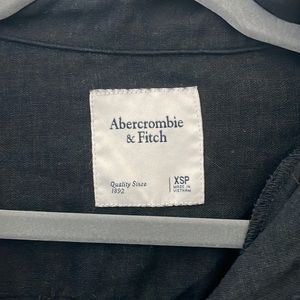 Abercrombie
& Fitch
Quality Since
1892
XSP
MADE IN
VIETNAM